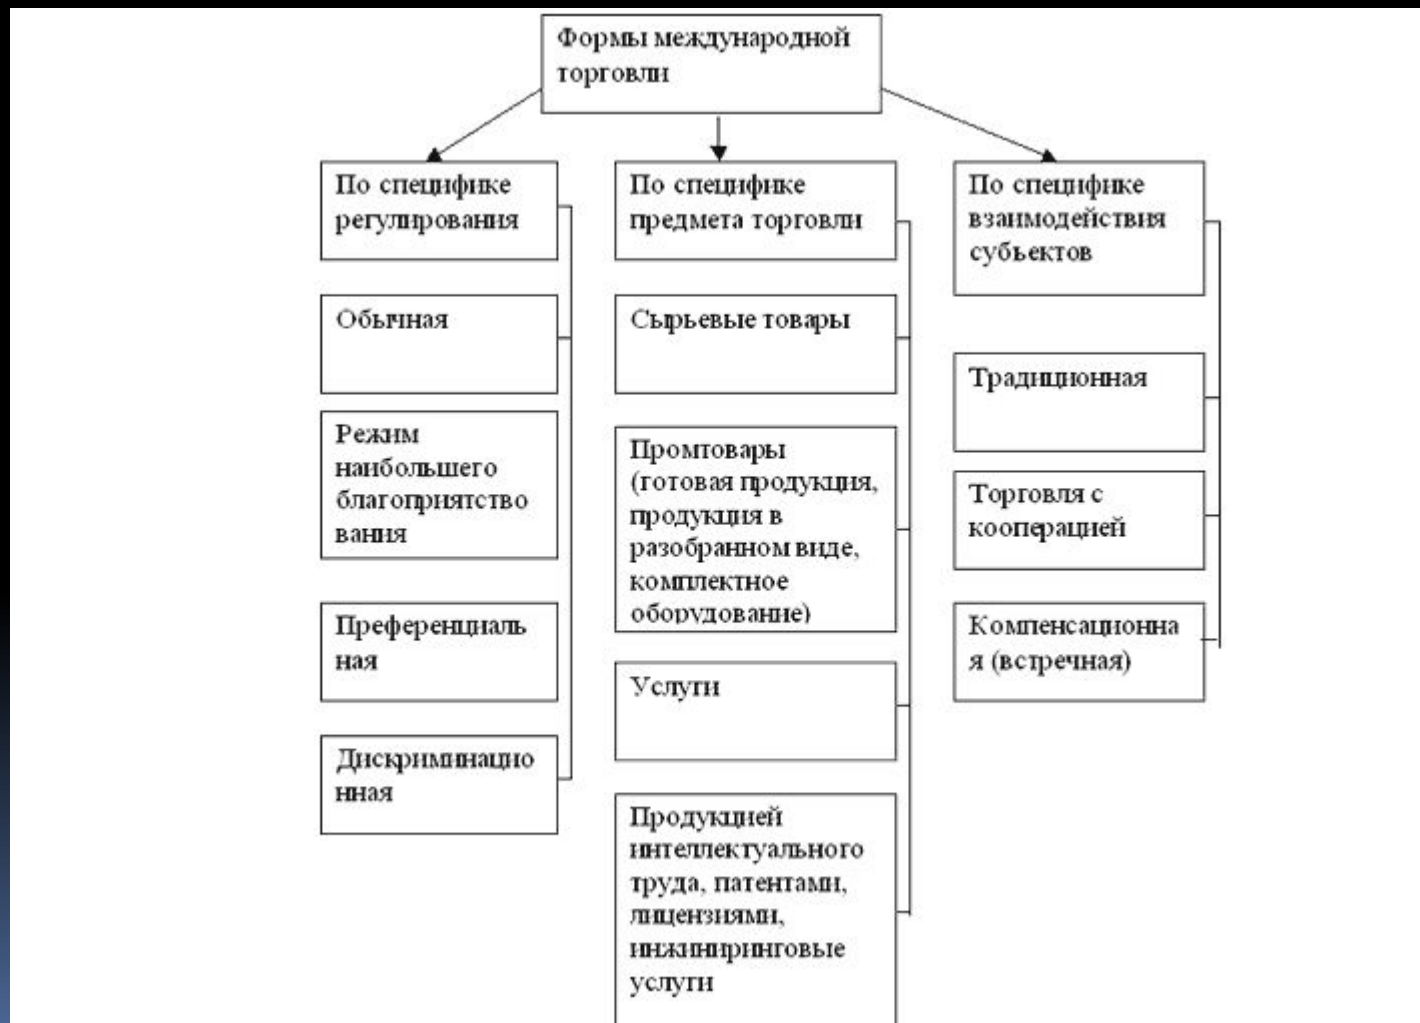 Формы международной
торговли
По специфике
регулирования
Обычная
Режим
наибольшего
благоприятство
вания
Преференциаль
ная
Дискриминацио
нная
По специфике
предмета торговли
Сырьевые товары
Промтовары
(готовая продукция,
продукция в
разобранном виде,
комплектное
оборудование)
Услуги
Продукцией
интеллектуального
труда, патентами,
лицензиями,
инжиниринговые
услуги
По специфике
взаимодействия
субъектов
Традиционная
Торговля с
кооперацией
Компенсационна
я (встречная)